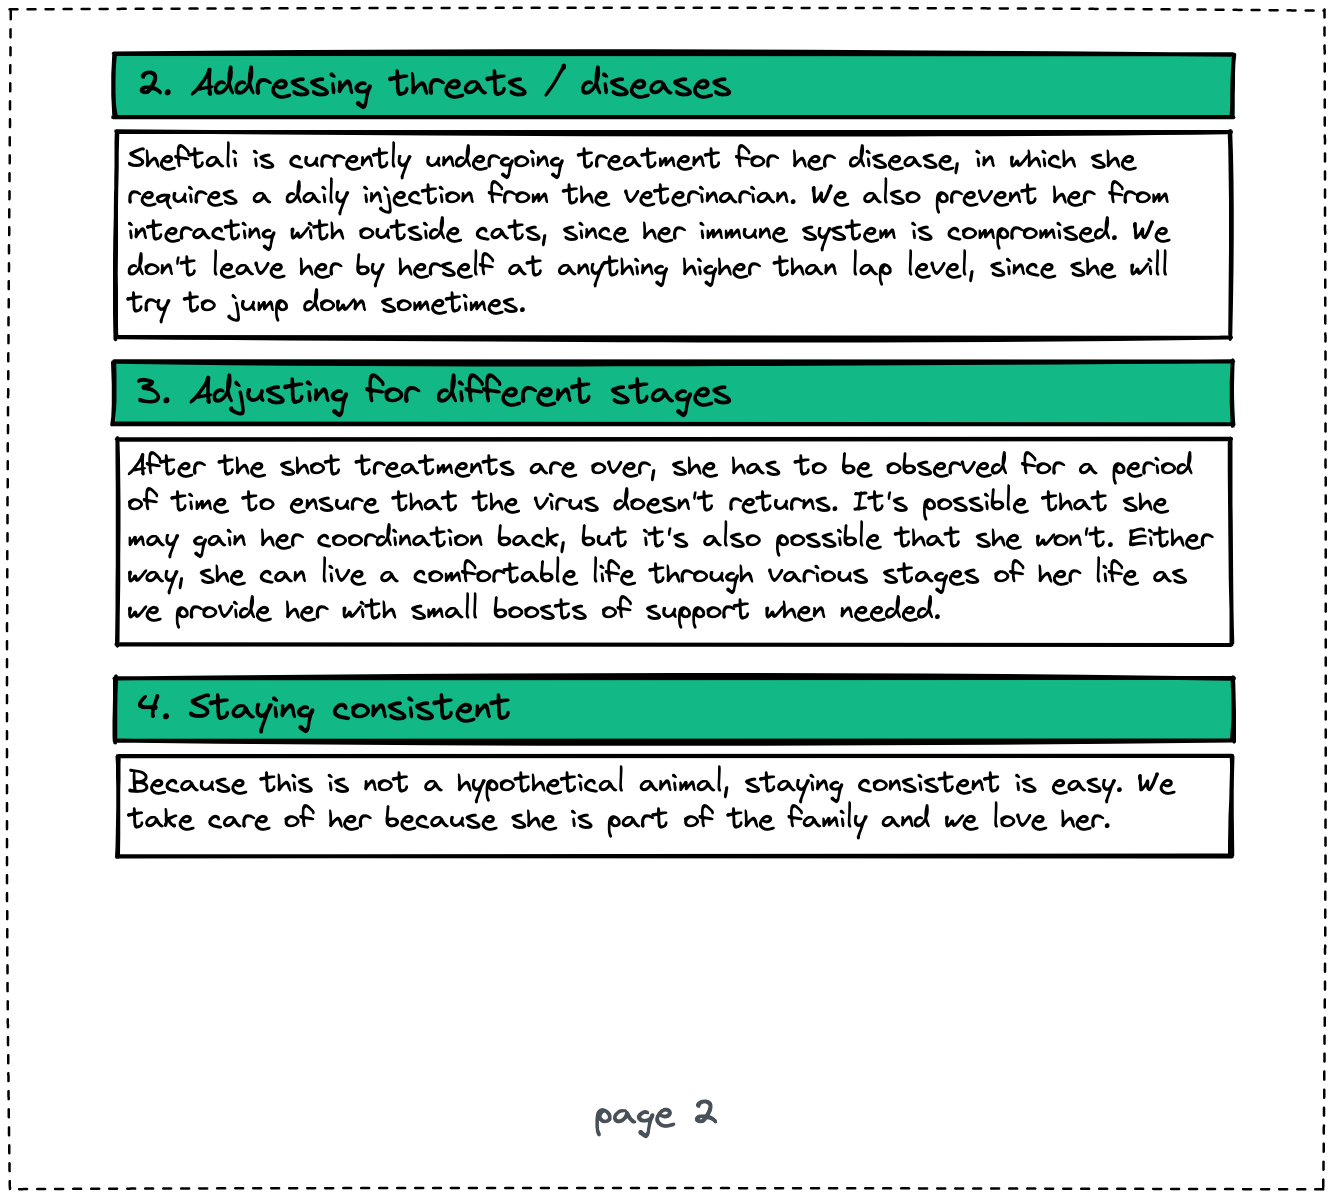 2. Addressing threats / diseases
Sheftali is currently undergoing treatment for her disease, in which she
requires a daily injection from the veterinarian. We also prevent her from
interacting with outside cats, since her immune system is compromised. We
don't leave her by herself at anything higher than lap level, since she will
try to jump down sometimes.
3. Adjusting for different stages
After the shot treatments are over, she has to be observed for a period
of time to ensure that the virus doesn't returns. It's possible that she
may gain her coordination back, but it's also possible that she won't. Either
way, she can live a comfortable life through various stages of her life as
we provide her with small boosts of support when needed.
4. Staying consistent
Because this is not a hypothetical animal, staying consistent is easy. We
take care of her because she is part of the family and we love her.
page 2